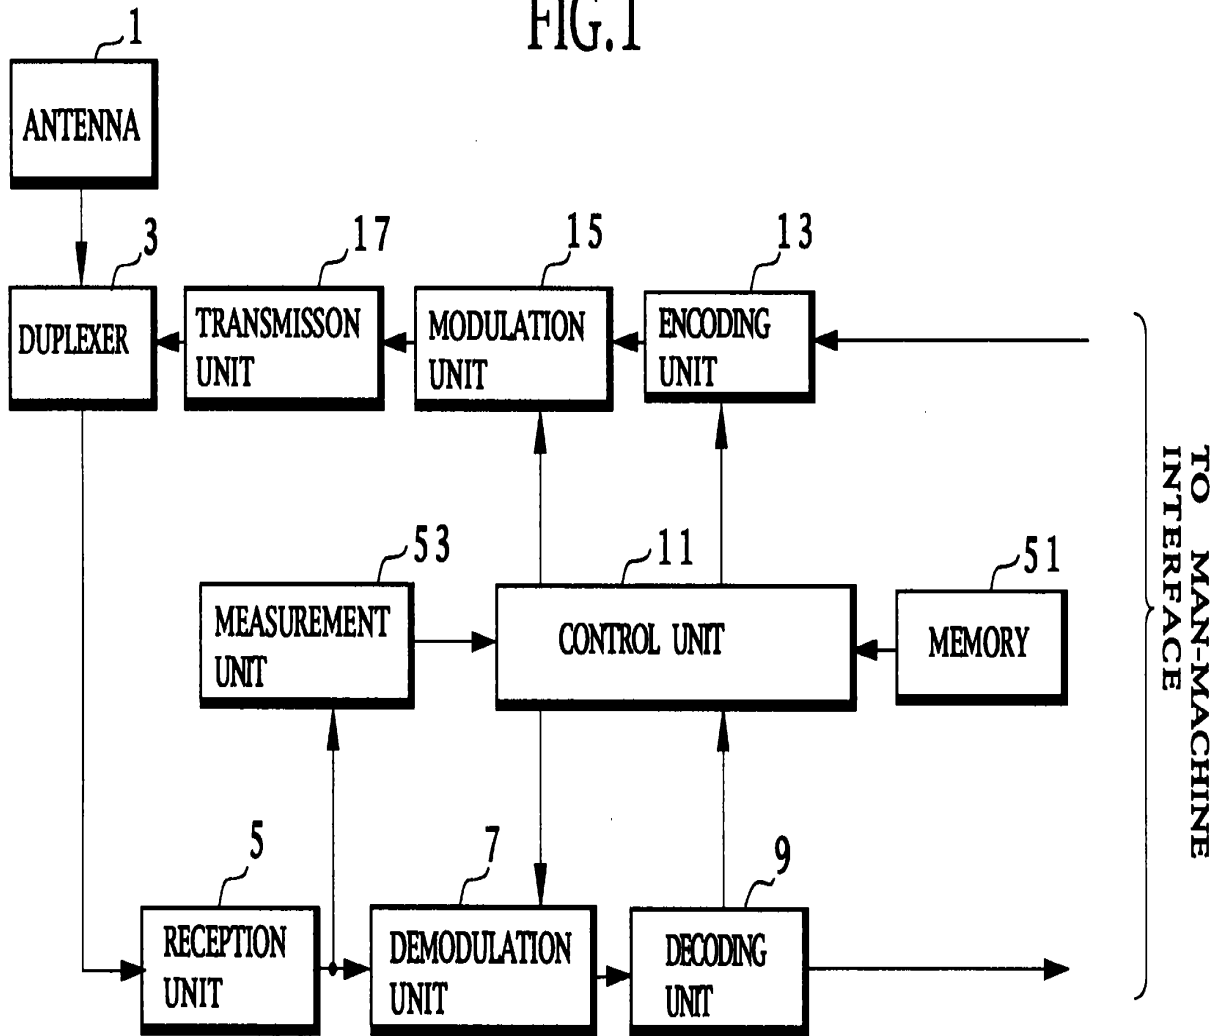 FIG.1
1
ANTENNA
3
17
15
13
DUPLEXER
TRANSMISSON
UNIT
MODULATION
UNIT
ENCODING
UNIT
53
11
51
MEASUREMENT
UNIT
CONTROL UNIT
MEMORY
TO MAN-MACHINE
INTERFACE
5
7
9
RECEPTION
UNIT
DEMODULATION
UNIT
DECODING
UNIT